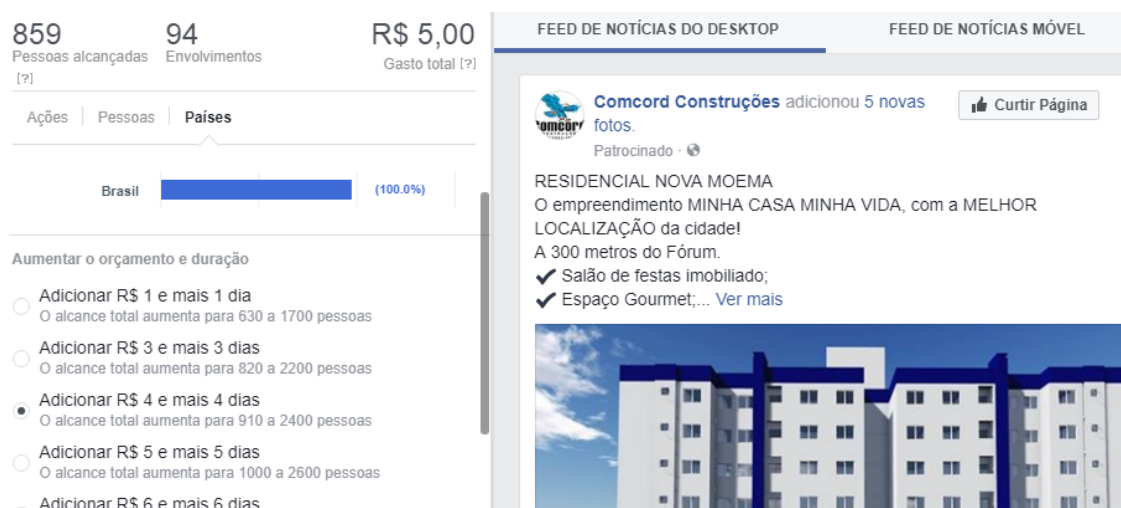 859
Pessoas alcançadas
[?]
94
Envolvimentos
R$ 5,00
Gasto total [?]
Ações
Pessoas
Países
Brasil
(100.0%)
Aumentar o orçamento e duração
Adicionar R$ 1 e mais 1 dia
O alcance total aumenta para 630 a 1700 pessoas
Adicionar R$ 3 e mais 3 dias
O alcance total aumenta para 820 a 2200 pessoas
Adicionar R$ 4 e mais 4 dias
O alcance total aumenta para 910 a 2400 pessoas
Adicionar R$ 5 e mais 5 dias
O alcance total aumenta para 1000 a 2600 pessoas
Adicionar R$ 6 e mais 6 dias
FEED DE NOTÍCIAS DO DESKTOP
FEED DE NOTÍCIAS MÓVEL
Comcord Construções adicionou 5 novas
fotos.
Patrocinado ·
Curtir Página
RESIDENCIAL NOVA MOEMA
O empreendimento MINHA CASA MINHA VIDA, com a MELHOR
LOCALIZAÇÃO da cidade!
A 300 metros do Fórum.
✔ Salão de festas imobiliado;
✔ Espaço Gourmet;... Ver mais